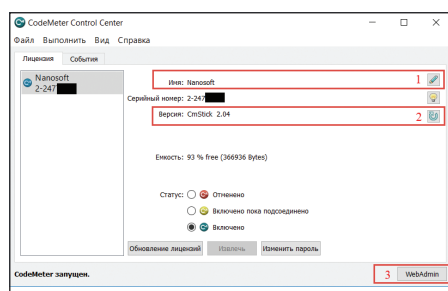 CodeMeter Control Center
Файл Выполнить Вид Справка
Лицензия События
Nanosoft
2-247
Имя: Nanosoft 1
Серийный номер: 2-247
Версия: CmStick 2.04 2
Емкость: 93 % free (366936 Bytes)
Статус: Отменено
Включено пока подсоединено
Включено
Обновление лицензий Извлечь Изменить пароль
CodeMeter запущен. 3 WebAdmin